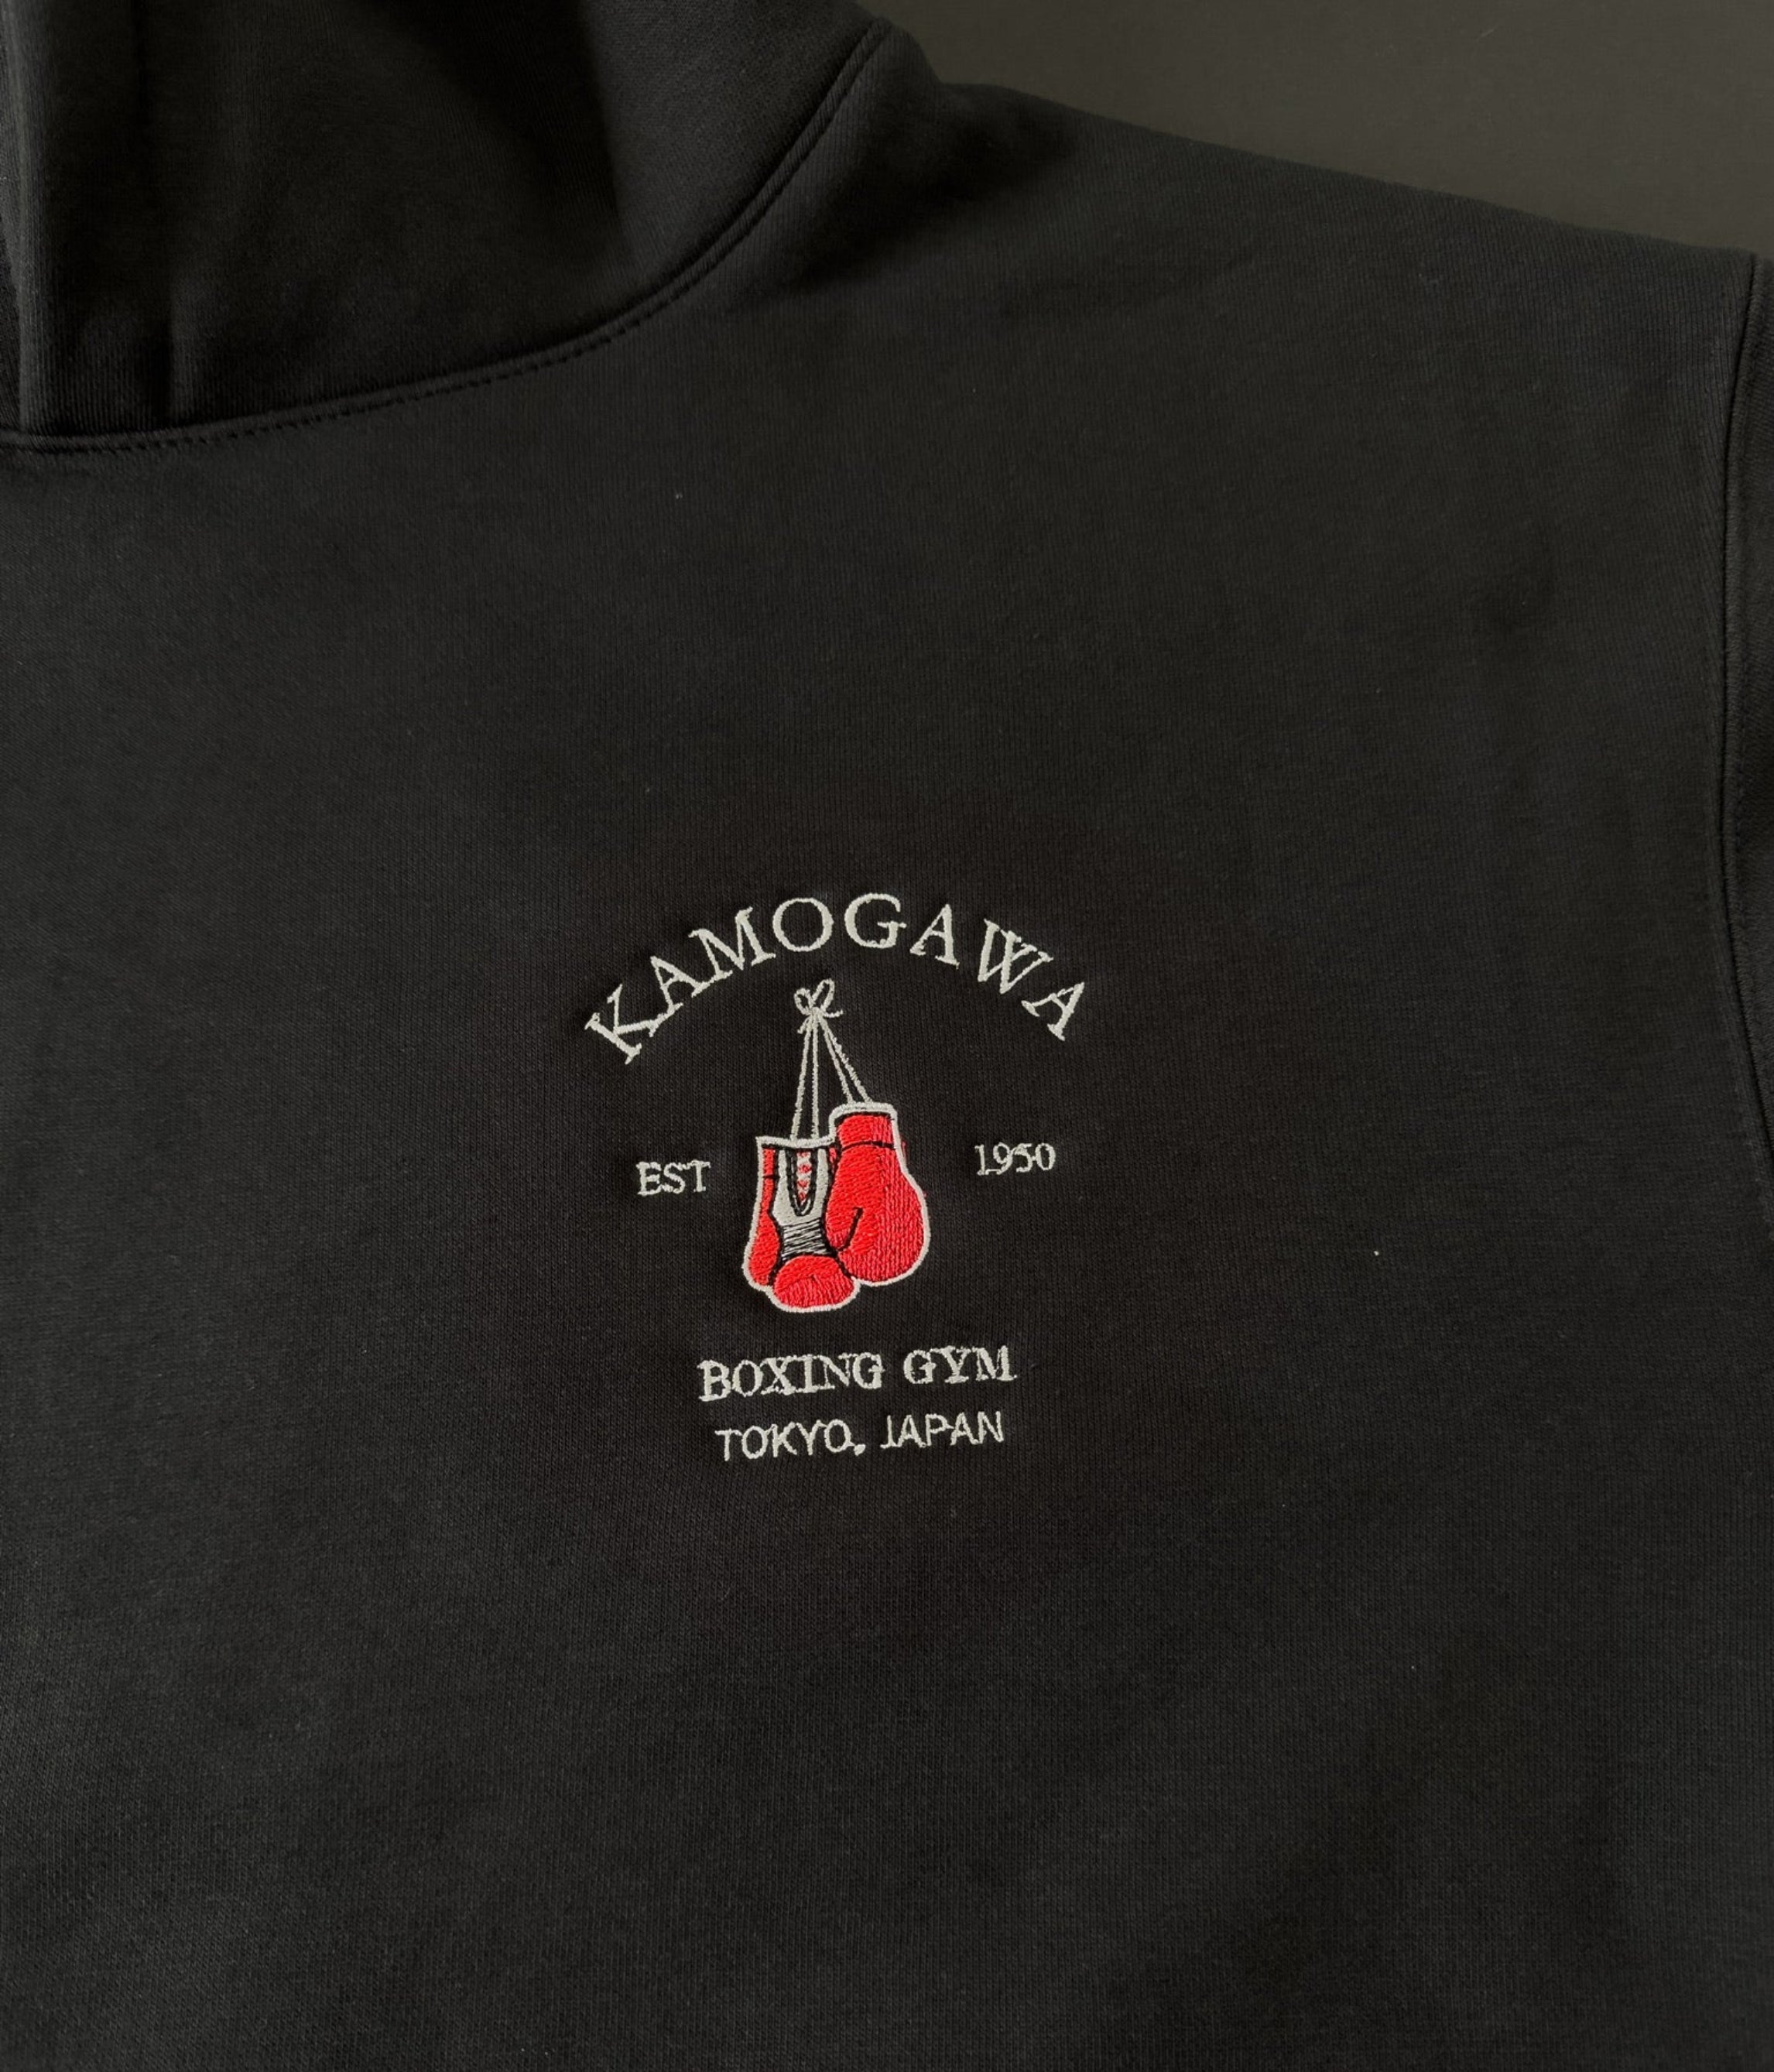 KAMOGAWA
EST 1950
BOXING GYM
TOKYO, JAPAN